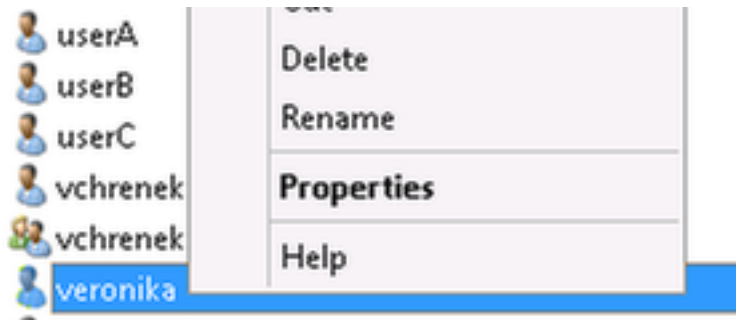 userA
userB
userC
vchrenek
vchrenek
veronika
Delete
Rename
Properties
Help